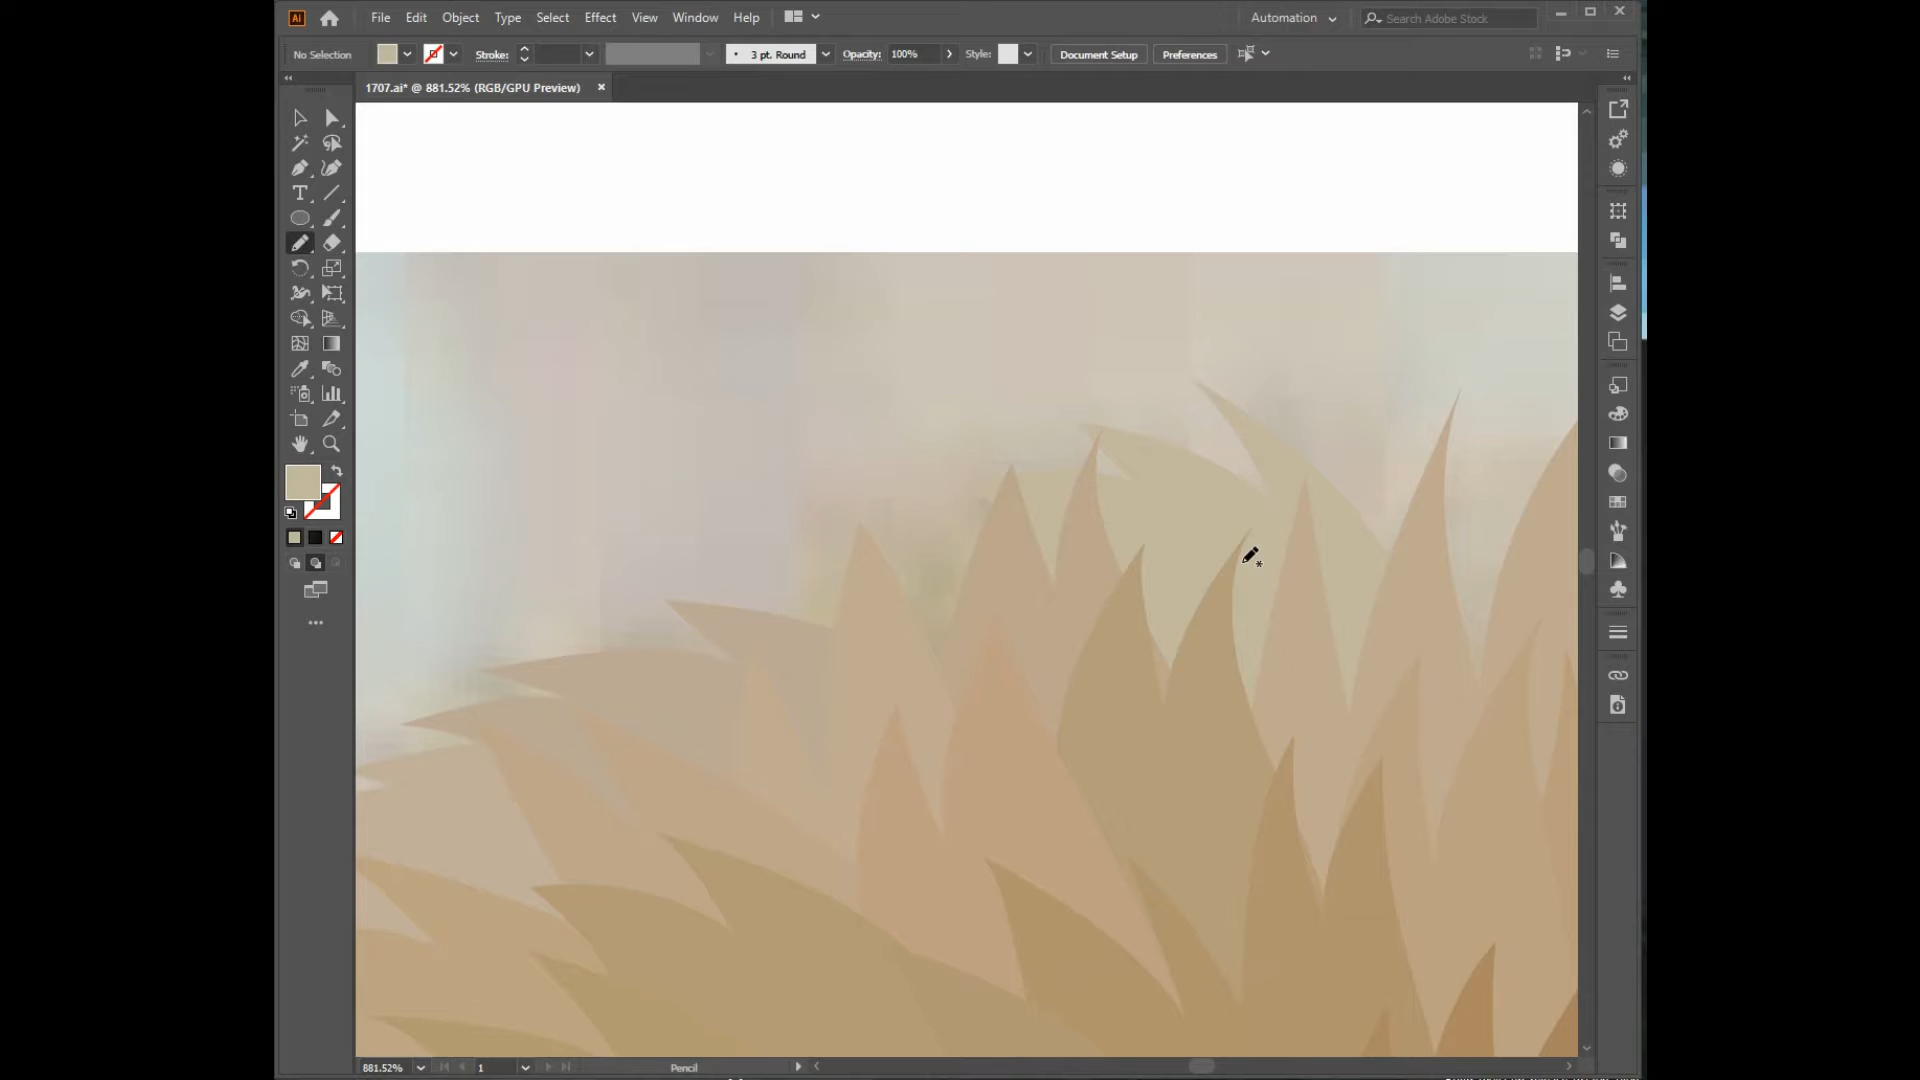 Ai File Edit Object Type Select Effect View Window Help Automation Search Adobe Stock
No Selection Stroke: 3 pt. Round Opacity: 100% Style: Document Setup Preferences
1707.ai* @ 881.52% (RGB/GPU Preview)
881.52% 1 Pencil